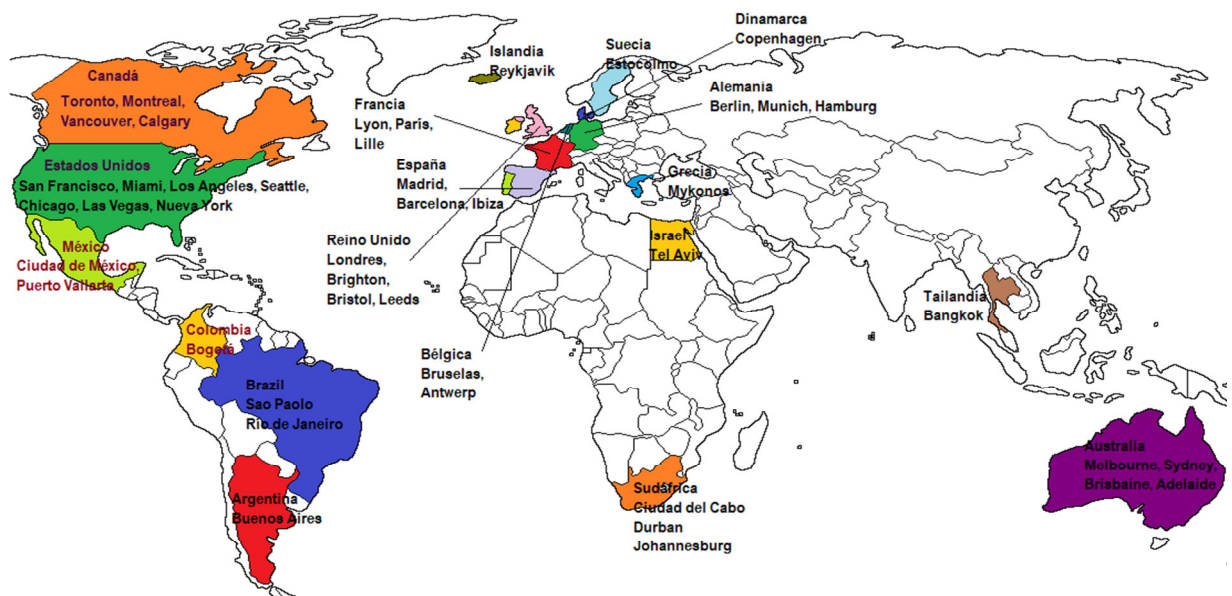 Dinamarca
Copenhagen
Islandia
Reykjavik
Suecia
Estocolmo
Canadá
Toronto, Montreal,
Vancouver, Calgary
Alemania
Berlin, Munich, Hamburg
Francia
Lyon, París,
Lille
Estados Unidos
San Francisco, Miami, Los Angeles, Seattle,
Chicago, Las Vegas, Nueva York
España
Madrid,
Barcelona, Ibiza
Grecia
Mykonos
México
Ciudad de México,
Puerto Vallarta
Reino Unido
Londres,
Brighton,
Bristol, Leeds
Israel
Tel Aviv
Tailandia
Bangkok
Colombia
Bogotá
Bélgica
Bruselas,
Antwerp
Brazil
Sao Paolo
Río de Janeiro
Australia
Melbourne, Sydney,
Brisbaine, Adelaide
Argentina
Buenos Aires
Sudáfrica
Ciudad del Cabo
Durban
Johannesburg